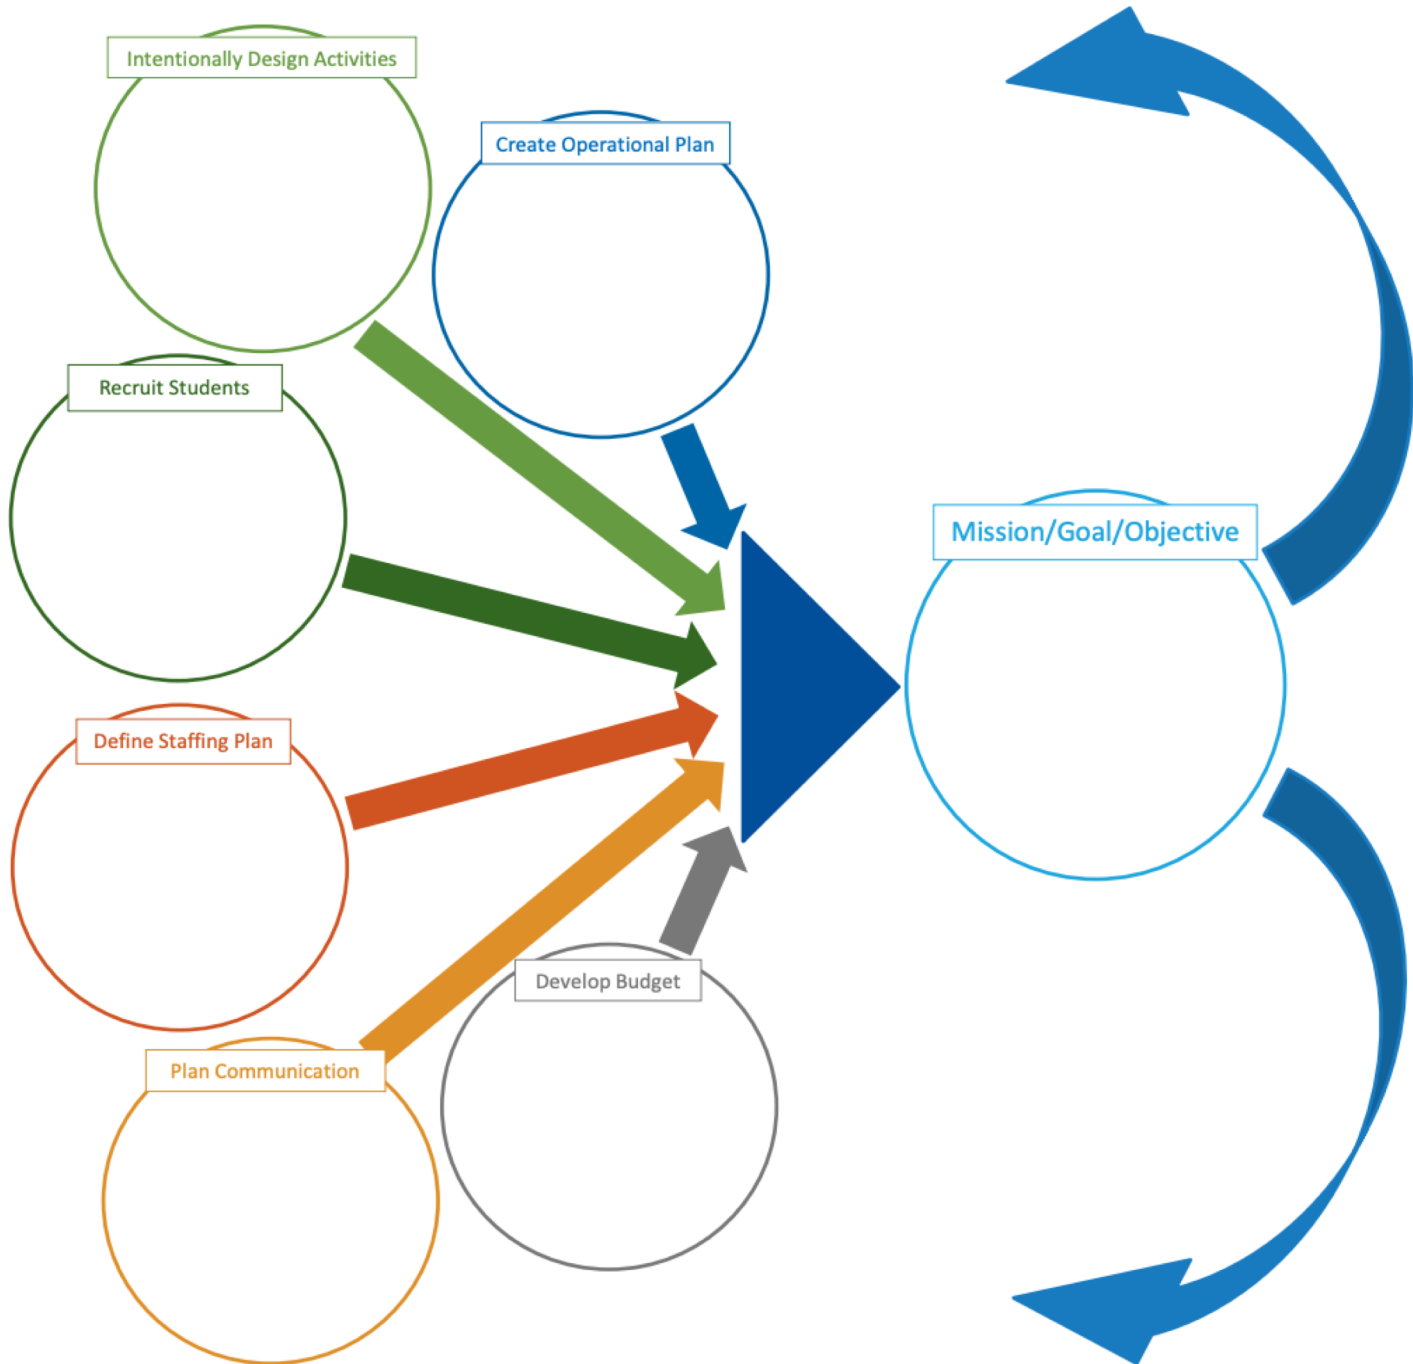 Intentionally Design Activities
Create Operational Plan
Recruit Students
Mission/Goal/Objective
Define Staffing Plan
Develop Budget
Plan Communication